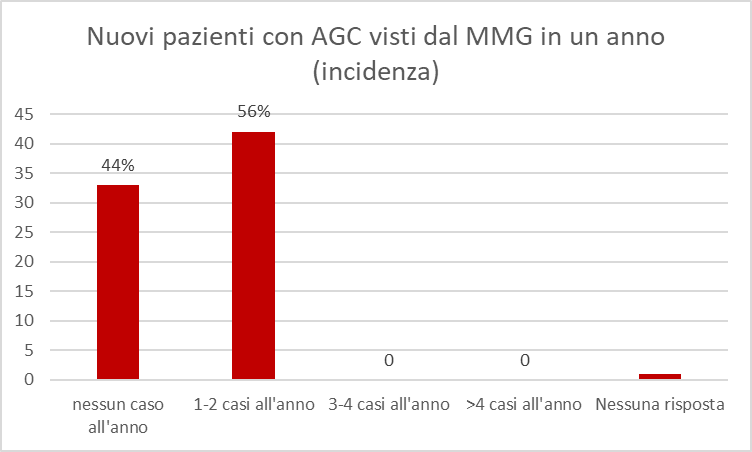 Nuovi pazienti con AGC visti dal MMG in un anno
(incidenza)
45
40
35
30
25
20
15
10
5
0
44%
56%
0
0
nessun caso
all'anno
1-2 casi all'anno
3-4 casi all'anno
>4 casi all'anno
Nessuna risposta